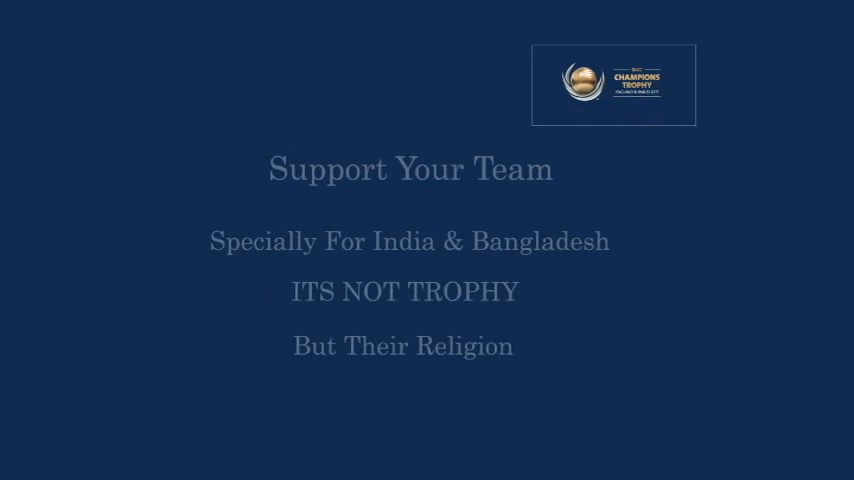 CHAMPIONS
TROPHY
Support Your Team
Specially For India & Bangladesh
ITS NOT TROPHY
But Their Religion